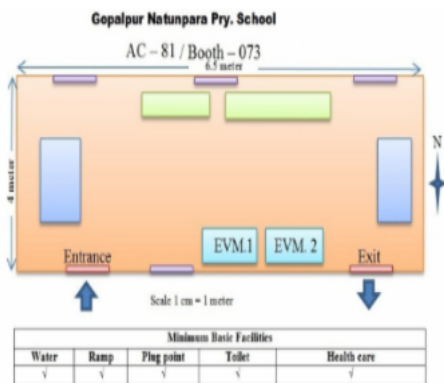 Gopalpur Natunpara Pry. School
AC – 81 / Booth – 073
6.5 meter
4 meter
N
EVM.1 EVM. 2
Entrance Exit
Scale 1 cm = 1 meter
Minimum Basic Facilities
Water Ramp Plug point Toilet Health care
√ √ √ √ √